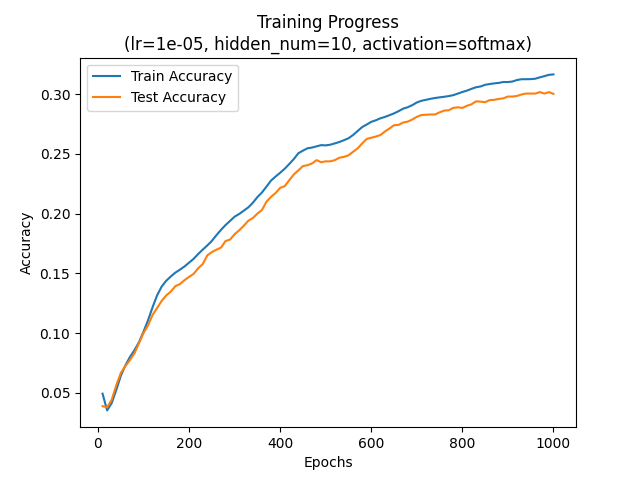 Training Progress
(lr=1e-05, hidden_num=10, activation=softmax)
Train Accuracy
Test Accuracy
0.30
0.25
0.20
0.15
0.10
0.05
Accuracy
0 200 400 600 800 1000
Epochs